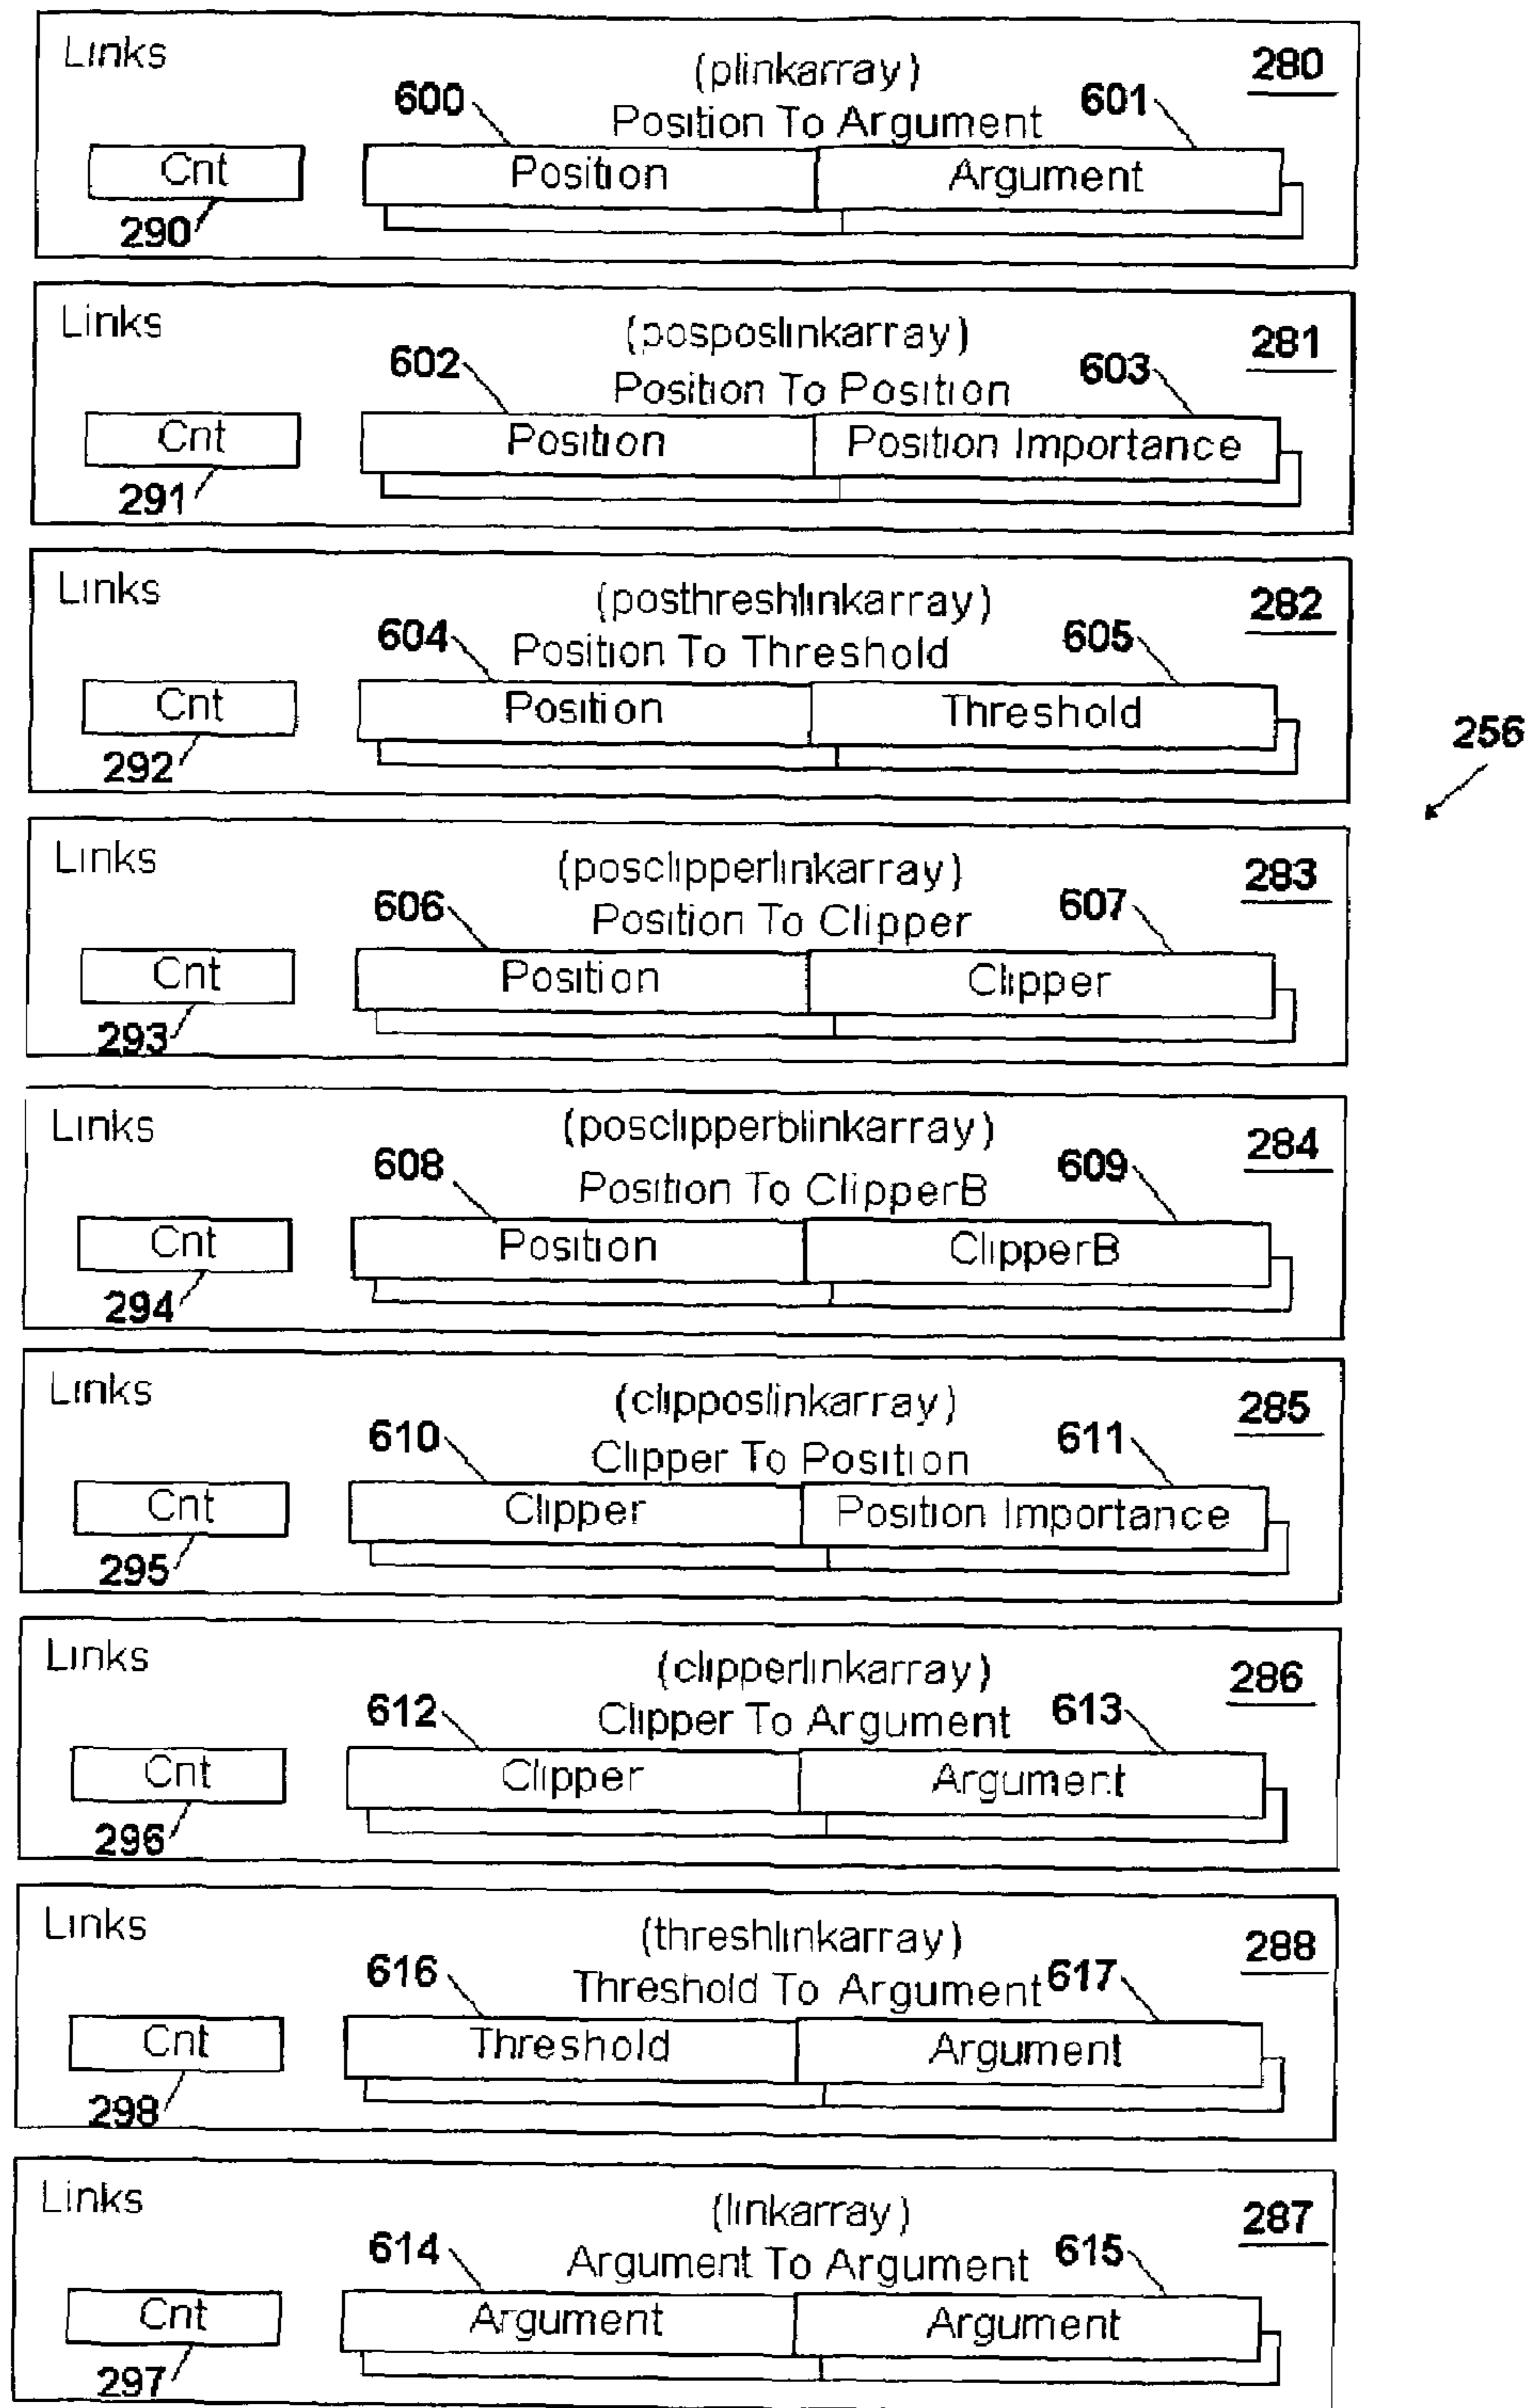 Links (plinkarray) 280
600 Position To Argument 601
Cnt Position Argument
290
Links (posposlinkarray) 281
602 Position To Position 603
Cnt Position Position Importance
291
Links (posthreshlinkarray) 282
604 Position To Threshold 605
Cnt Position Threshold
292
256
Links (posclipperlinkarray) 283
606 Position To Clipper 607
Cnt Position Clipper
293
Links (posclipperblinkarray) 284
608 Position To ClipperB 609
Cnt Position ClipperB
294
Links (clipposlinkarray) 285
610 Clipper To Position 611
Cnt Clipper Position Importance
295
Links (clipperlinkarray) 286
612 Clipper To Argument 613
Cnt Clipper Argument
296
Links (threshlinkarray) 288
616 Threshold To Argument 617
Cnt Threshold Argument
298
Links (linkarray) 287
614 Argument To Argument 615
Cnt Argument Argument
297